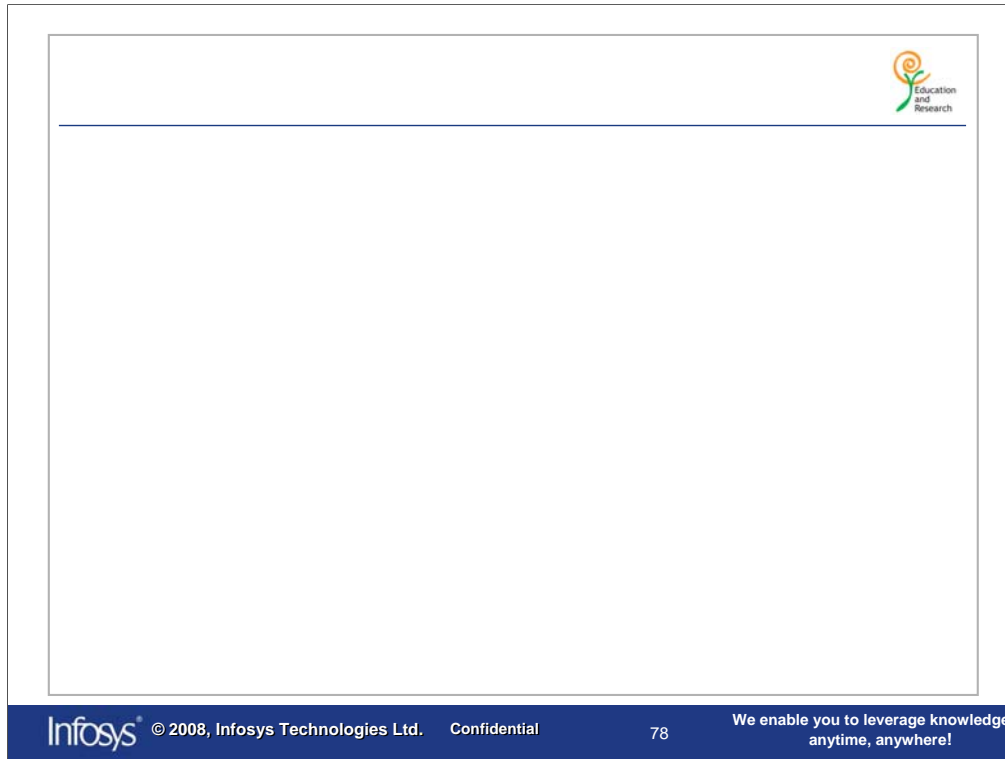 Education
and
Research
Infosys® © 2008, Infosys Technologies Ltd. Confidential 78 We enable you to leverage knowledge
anytime, anywhere!